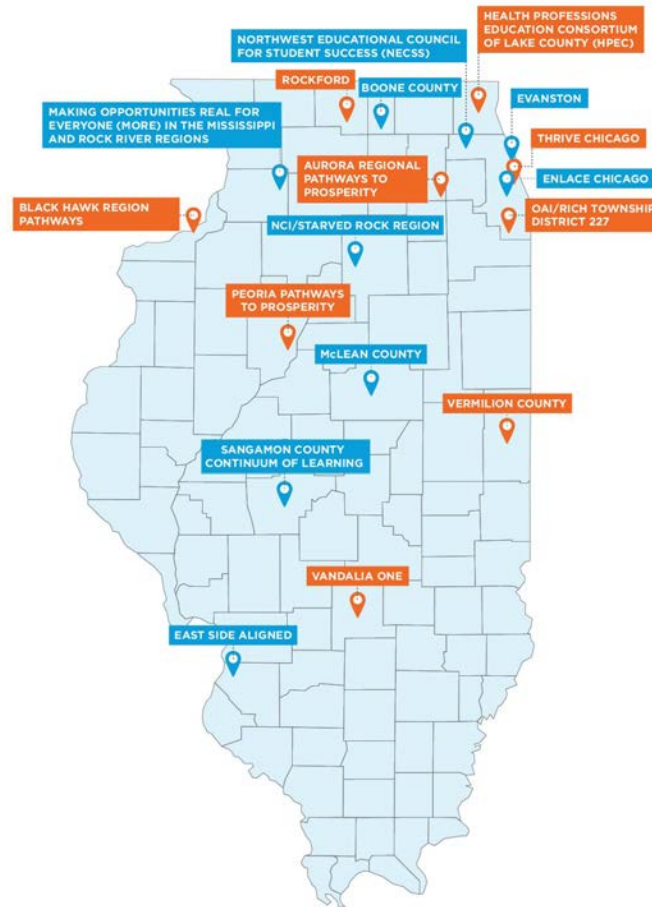 HEALTH PROFESSIONS
EDUCATION CONSORTIUM
OF LAKE COUNTY (HPEC)
NORTHWEST EDUCATIONAL COUNCIL
FOR STUDENT SUCCESS (NECSS)
ROCKFORD
BOONE COUNTY
EVANSTON
MAKING OPPORTUNITIES REAL FOR
EVERYONE (MORE) IN THE MISSISSIPPI
AND ROCK RIVER REGIONS
THRIVE CHICAGO
AURORA REGIONAL
PATHWAYS TO
PROSPERITY
ENLACE CHICAGO
BLACK HAWK REGION
PATHWAYS
OAI/RICH TOWNSHIP
DISTRICT 227
NCI/STARVED ROCK REGION
PEORIA PATHWAYS
TO PROSPERITY
McLEAN COUNTY
VERMILION COUNTY
SANGAMON COUNTY
CONTINUUM OF LEARNING
VANDALIA ONE
EAST SIDE ALIGNED